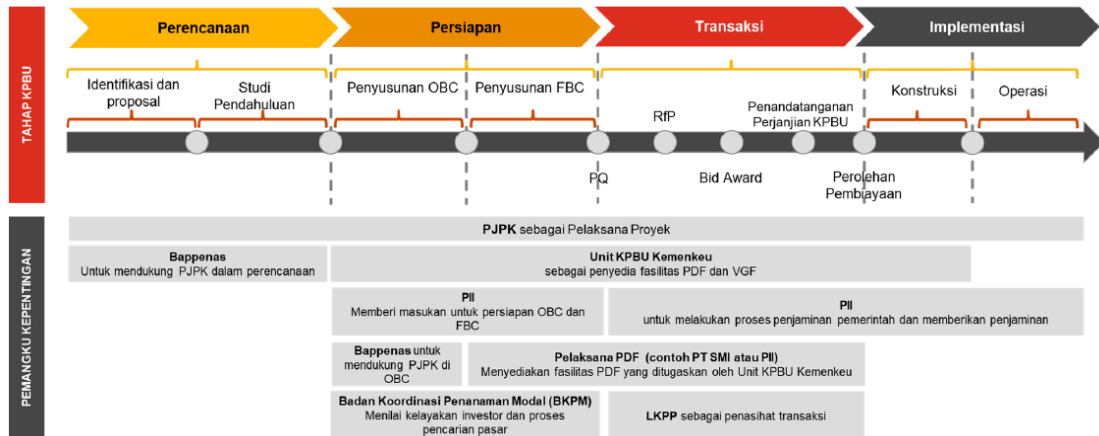 Perencanaan
Persiapan
Transaksi
Implementasi
TAHAP KPBU
Identifikasi dan
proposal
Studi
Pendahuluan
Penyusunan OBC
Penyusunan FBC
RfP
Penandatanganan
Perjanjian KPBU
Konstruksi
Operasi
PQ
Bid Award
Perolehan
Pembiayaan
PEMANGKU KEPENTINGAN
PJPK sebagai Pelaksana Proyek
Bappenas
Untuk mendukung PJPK dalam perencanaan
Unit KPBU Kemenkeu
sebagai penyedia fasilitas PDF dan VGF
PII
Memberi masukan untuk persiapan OBC dan
FBC
PII
untuk melakukan proses penjaminan pemerintah dan memberikan penjaminan
Bappenas untuk
mendukung PJPK di
OBC
Pelaksana PDF (contoh PT SMI atau PII)
Menyediakan fasilitas PDF yang ditugaskan oleh Unit KPBU Kemenkeu
Badan Koordinasi Penanaman Modal (BKPM)
Menilai kelayakan investor dan proses
pencarian pasar
LKPP sebagai penasihat transaksi